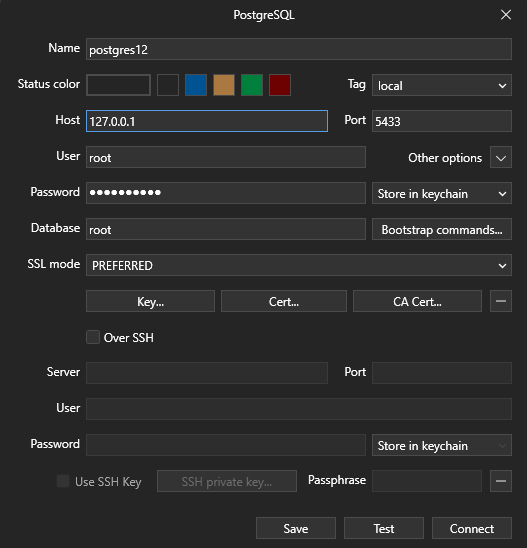 PostgreSQL
Name postgres12
Status color Tag local
Host 127.0.0.1 Port 5433
User root Other options
Password ●●●●●●●●●● Store in keychain
Database root Bootstrap commands...
SSL mode PREFERRED
Key... Cert... CA Cert...
Over SSH
Server Port
User
Password Store in keychain
Use SSH Key SSH private key... Passphrase
Save Test Connect